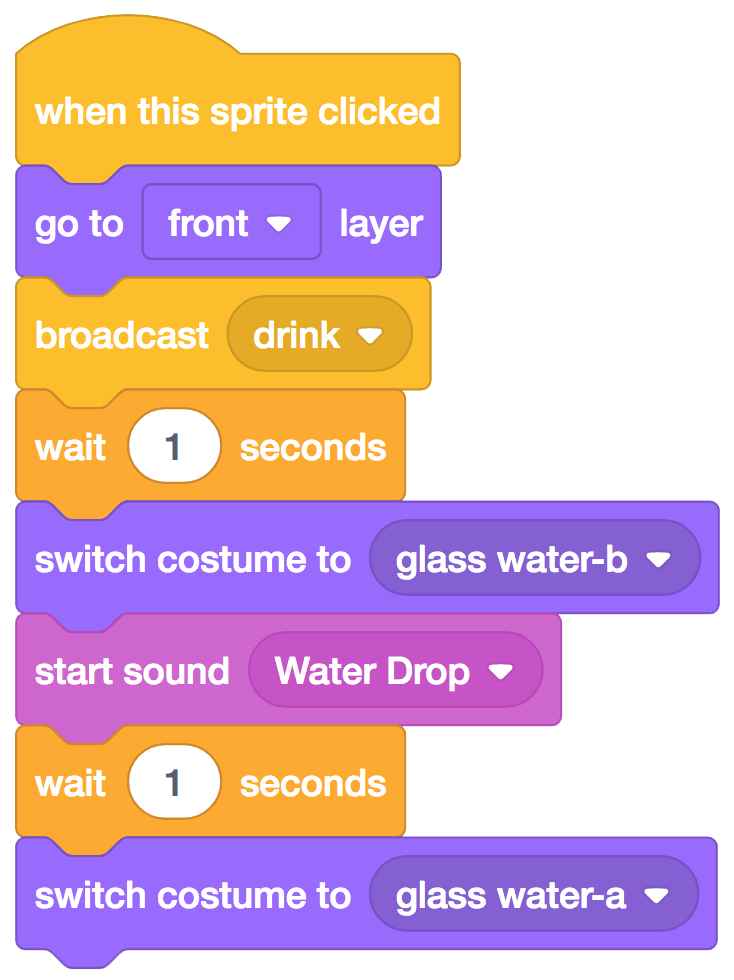 when this sprite clicked
go to front layer
broadcast drink
wait 1 seconds
switch costume to glass water-b
start sound Water Drop
wait 1 seconds
switch costume to glass water-a